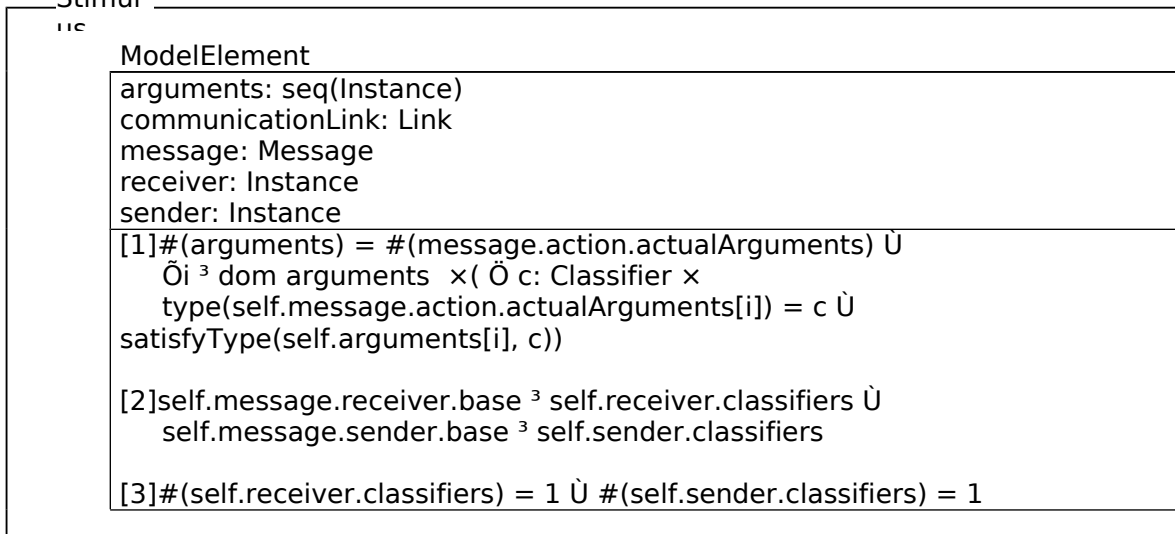 ModelElement
arguments: seq(Instance)
communicationLink: Link
message: Message
receiver: Instance
sender: Instance
[1]#(arguments) = #(message.action.actualArguments) Ù
Õi ³ dom arguments ×( Ö c: Classifier ×
type(self.message.action.actualArguments[i]) = c Ù
satisfyType(self.arguments[i], c))
[2]self.message.receiver.base ³ self.receiver.classifiers Ù
self.message.sender.base ³ self.sender.classifiers
[3]#(self.receiver.classifiers) = 1 Ù #(self.sender.classifiers) = 1